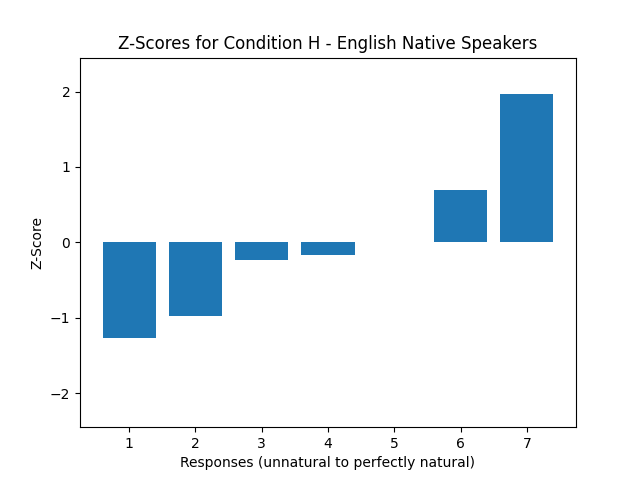 Z-Scores for Condition H - English Native Speakers
Z-Score
2
1
0
−1
−2
1 2 3 4 5 6 7
Responses (unnatural to perfectly natural)